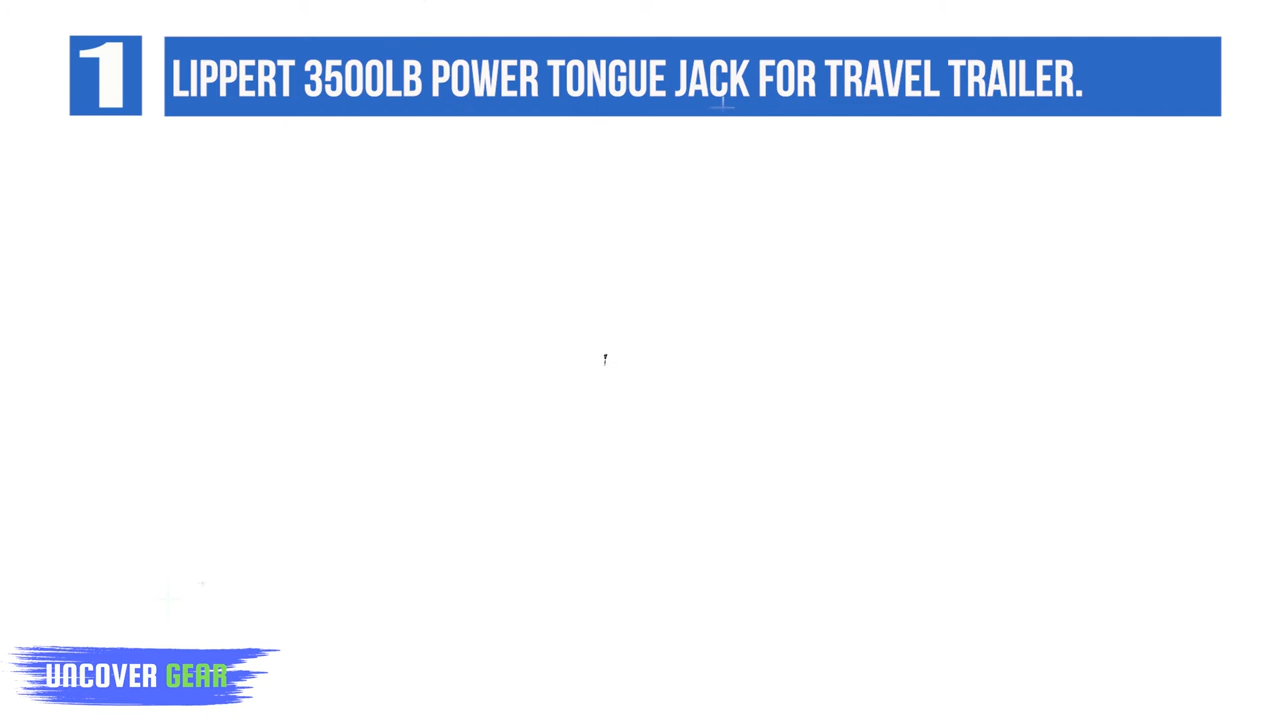 1
LIPPERT 3500LB POWER TONGUE JACK FOR TRAVEL TRAILER.
UNCOVER GEAR